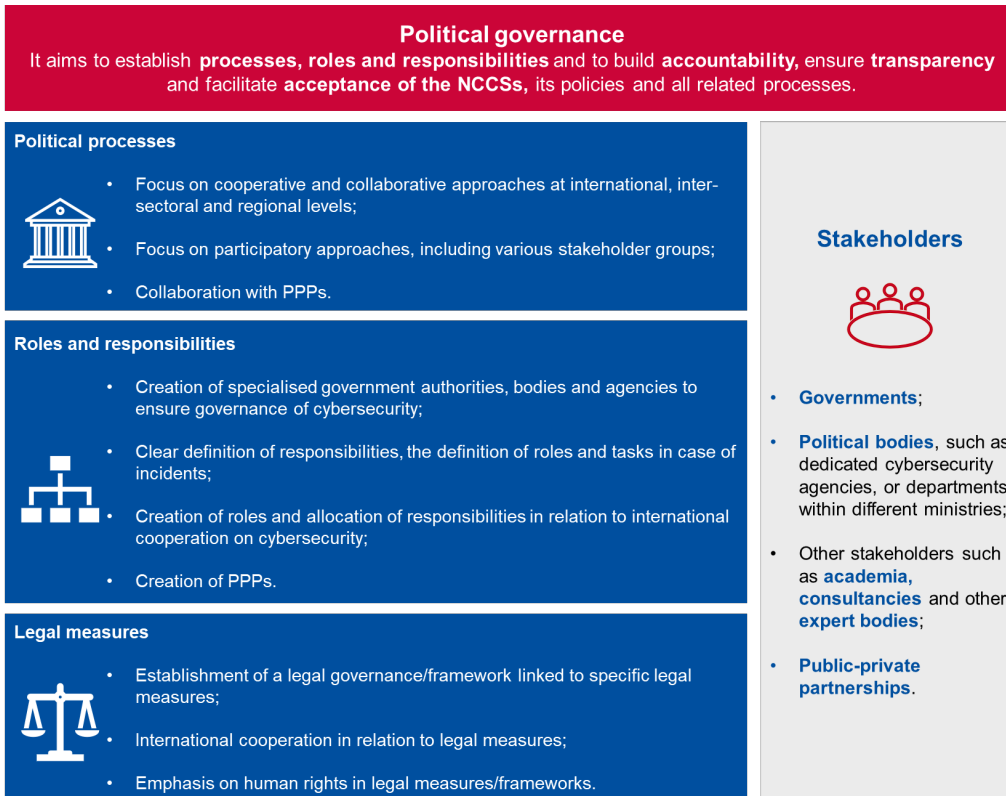 Political governance
It aims to establish processes, roles and responsibilities and to build accountability, ensure transparency
and facilitate acceptance of the NCCSs, its policies and all related processes.
Political processes
• Focus on cooperative and collaborative approaches at international, inter-
sectoral and regional levels;
• Focus on participatory approaches, including various stakeholder groups;
• Collaboration with PPPs.
Roles and responsibilities
• Creation of specialised government authorities, bodies and agencies to
ensure governance of cybersecurity;
• Clear definition of responsibilities, the definition of roles and tasks in case of
incidents;
• Creation of roles and allocation of responsibilities in relation to international
cooperation on cybersecurity;
• Creation of PPPs.
Legal measures
• Establishment of a legal governance/framework linked to specific legal
measures;
• International cooperation in relation to legal measures;
• Emphasis on human rights in legal measures/frameworks.
Stakeholders
• Governments;
• Political bodies, such as
dedicated cybersecurity
agencies, or departments
within different ministries;
• Other stakeholders such
as academia,
consultancies and other
expert bodies;
• Public-private
partnerships.